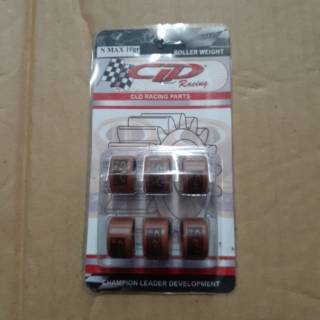 N MAX 10gr
ROLLER WEIGHT
CLD
Racing
CLD RACING PARTS
CHAMPION LEADER DEVELOPMENT